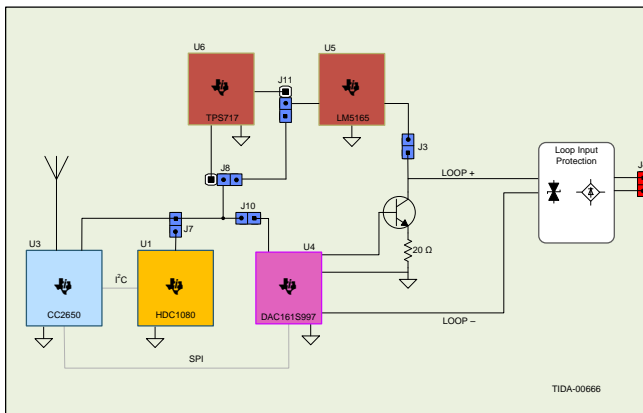 U6
U5
J11
TPS717
LM5165
Loop Input
Protection
J3
J8
LOOP +
J10
J7
U3
U1
U4
20 Ω
I²C
CC2650
HDC1080
DAC161S997
LOOP –
SPI
TIDA-00666